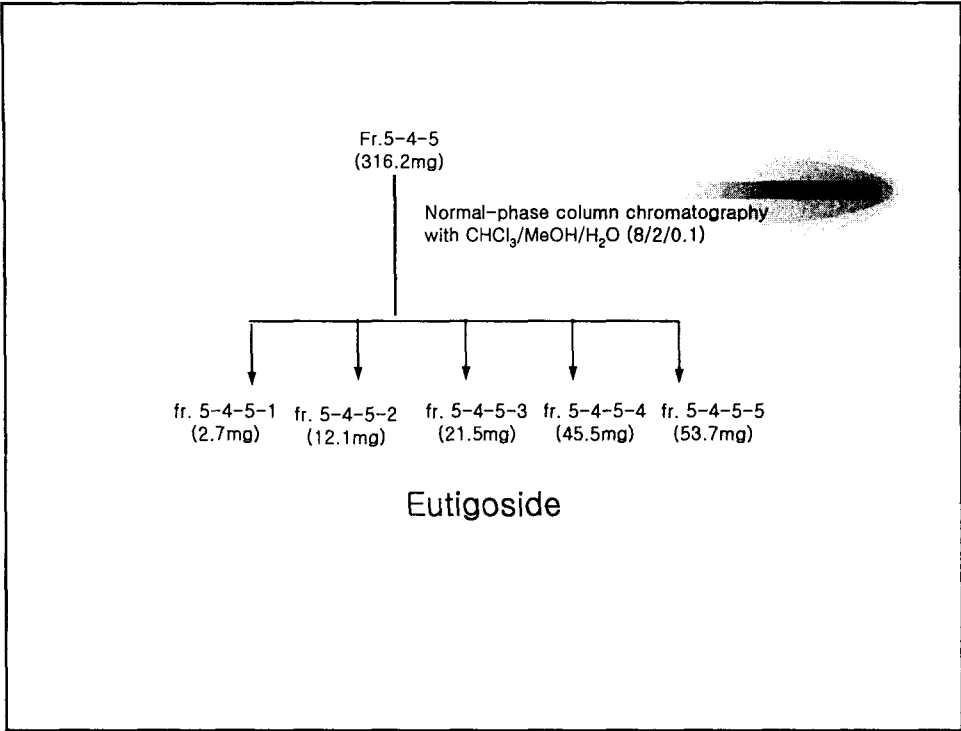 Fr.5-4-5
(316.2mg)
Normal-phase column chromatography
with CHCl₃/MeOH/H₂O (8/2/0.1)
fr. 5-4-5-1 fr. 5-4-5-2 fr. 5-4-5-3 fr. 5-4-5-4 fr. 5-4-5-5
(2.7mg) (12.1mg) (21.5mg) (45.5mg) (53.7mg)
Eutigoside